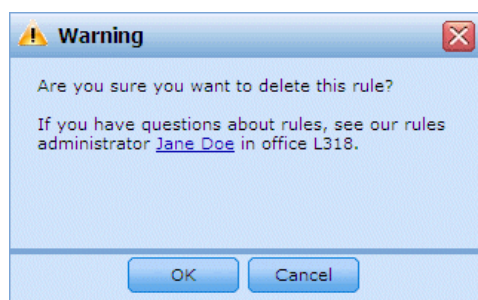 Warning
Are you sure you want to delete this rule?
If you have questions about rules, see our rules
administrator Jane Doe in office L318.
OK Cancel